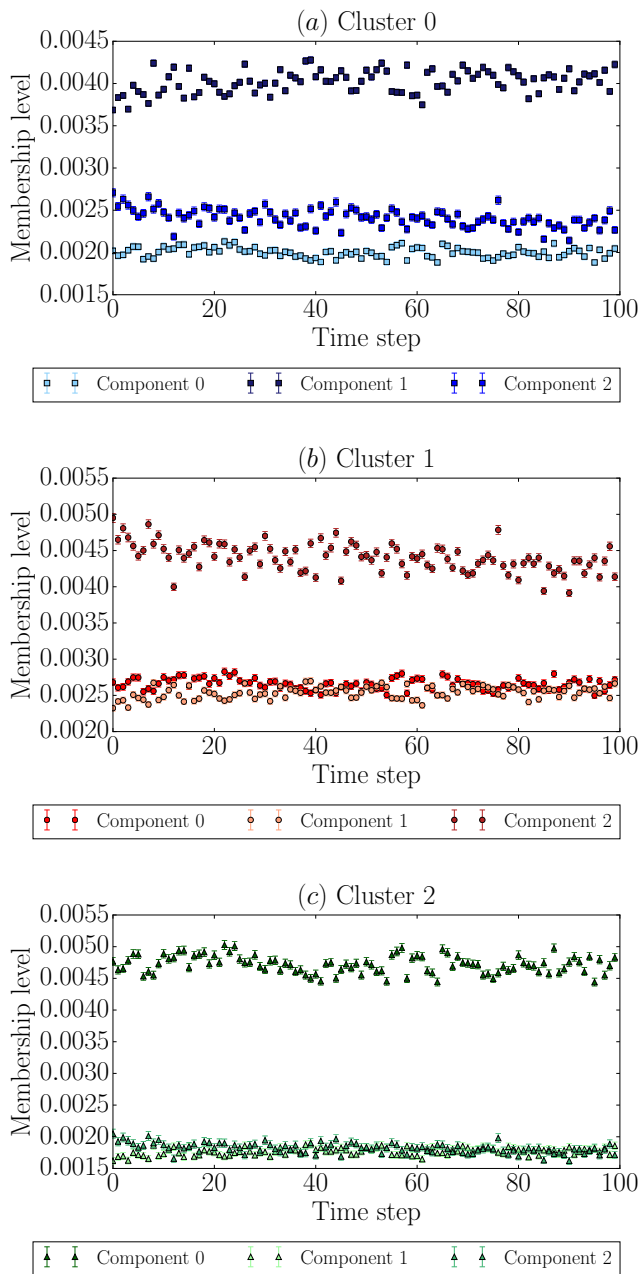 (a) Cluster 0
Membership level
0.0045
0.0040
0.0035
0.0030
0.0025
0.0020
0.0015
0 20 40 60 80 100
Time step
Component 0 Component 1 Component 2
(b) Cluster 1
Membership level
0.0055
0.0050
0.0045
0.0040
0.0035
0.0030
0.0025
0.0020
0 20 40 60 80 100
Time step
Component 0 Component 1 Component 2
(c) Cluster 2
Membership level
0.0055
0.0050
0.0045
0.0040
0.0035
0.0030
0.0025
0.0020
0.0015
0 20 40 60 80 100
Time step
Component 0 Component 1 Component 2